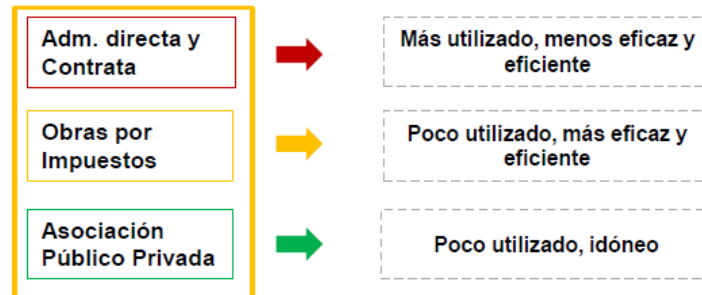 Adm. directa y
Contrata
Más utilizado, menos eficaz y
eficiente
Obras por
Impuestos
Poco utilizado, más eficaz y
eficiente
Asociación
Público Privada
Poco utilizado, idóneo